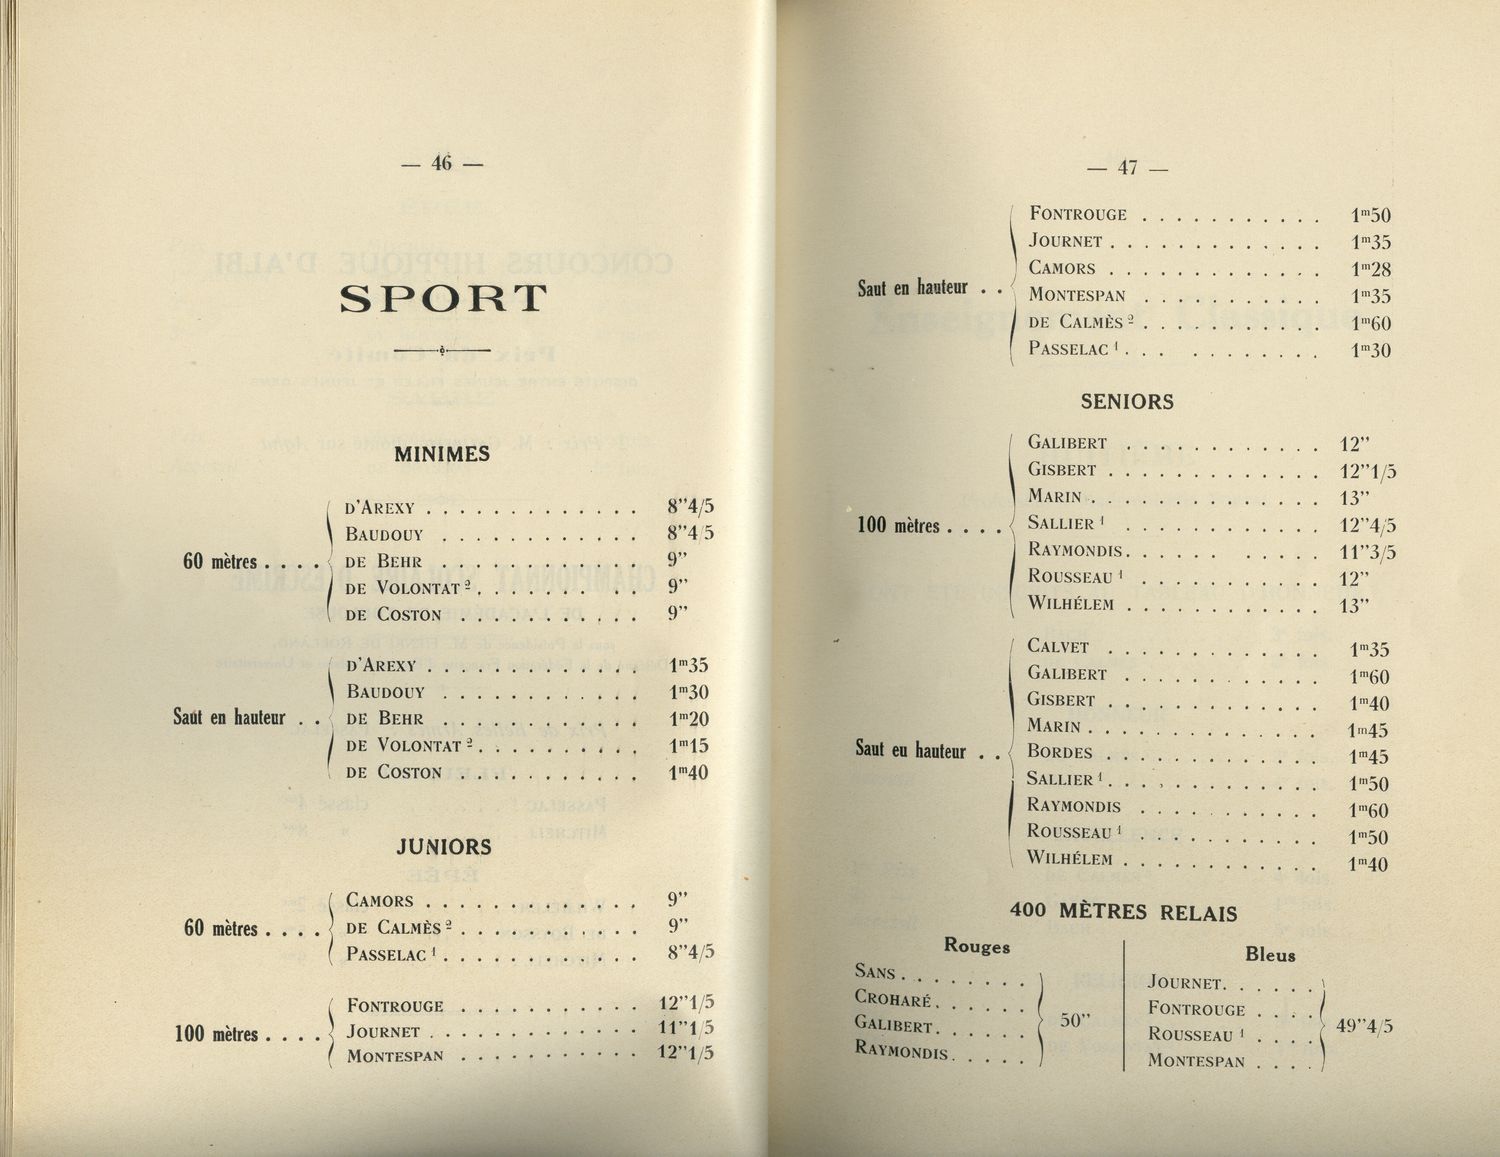 — 46 —
SPORT
MINIMES
60 mètres . . . .
D'AREXY . . . . . . . . . . . . . 8"4/5
BAUDOUY . . . . . . . . . . . . 8"4/5
DE BEHR . . . . . . . . . . . . 9"
DE VOLONTAT ² . . . . . . . . . 9"
DE COSTON . . . . . . . . . . . 9"
Saut en hauteur . .
D'AREXY . . . . . . . . . . . . . 1m35
BAUDOUY . . . . . . . . . . . . 1m30
DE BEHR . . . . . . . . . . . . 1m20
DE VOLONTAT ² . . . . . . . . . . 1m15
DE COSTON . . . . . . . . . . . 1m40
JUNIORS
60 mètres . . . .
CAMORS . . . . . . . . . . . . . 9"
DE CALMÈS ² . . . . . . . . . . . 9"
PASSELAC ¹ . . . . . . . . . . . . 8"4/5
100 mètres . . . .
FONTROUGE . . . . . . . . . . . 12"1/5
JOURNET . . . . . . . . . . . . . 11"1/5
MONTESPAN . . . . . . . . . . . 12"1/5
— 47 —
Saut en hauteur . .
FONTROUGE . . . . . . . . . . . 1m50
JOURNET . . . . . . . . . . . . . 1m35
CAMORS . . . . . . . . . . . . . 1m28
MONTESPAN . . . . . . . . . . . 1m35
DE CALMÈS ² . . . . . . . . . . 1m60
PASSELAC ¹ . . . . . . . . . . . 1m30
SENIORS
100 mètres . . . .
GALIBERT . . . . . . . . . . . . 12"
GISBERT . . . . . . . . . . . . . 12"1/5
MARIN . . . . . . . . . . . . . . 13"
SALLIER ¹ . . . . . . . . . . . . 12"4/5
RAYMONDIS . . . . . . . . . . . 11"3/5
ROUSSEAU ¹ . . . . . . . . . . . 12"
WILHÉLEM . . . . . . . . . . . . 13"
Saut eu hauteur . .
CALVET . . . . . . . . . . . . . 1m35
GALIBERT . . . . . . . . . . . . 1m60
GISBERT . . . . . . . . . . . . . 1m40
MARIN . . . . . . . . . . . . . . 1m45
BORDES . . . . . . . . . . . . . 1m45
SALLIER ¹ . . . . . . . . . . . . . 1m50
RAYMONDIS . . . . . . . . . . . 1m60
ROUSSEAU ¹ . . . . . . . . . . . 1m50
WILHÉLEM . . . . . . . . . . . . 1m40
400 MÈTRES RELAIS
Rouges
SANS . . . . . . . .
CROHARÉ . . . . . .
GALIBERT . . . . . .
RAYMONDIS . . . . .
50"
Bleus
JOURNET . . . . . .
FONTROUGE . . . .
ROUSSEAU ¹ . . . .
MONTESPAN . . . .
49"4/5